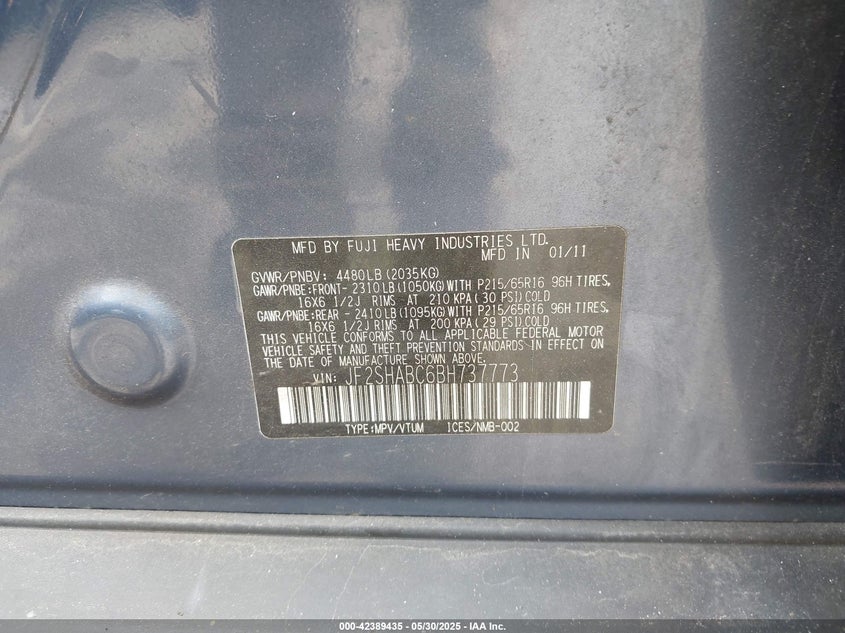 MFD BY FUJI HEAVY INDUSTRIES LTD.
MFD IN 01/11
GVWR/PNBV: 4480LB(2035KG)
GAWR/PNBE:FRONT- 2310LB(1050KG)WITH P215/65R16 96H TIRES,
16X6 1/2J RIMS AT 210 KPA(30 PSI)COLD
GAWR/PNBE:REAR - 2410LB(1095KG)WITH P215/65R16 96H TIRES,
16X6 1/2J RIMS AT 200 KPA(29 PSI)COLD
THIS VEHICLE CONFORMS TO ALL APPLICABLE FEDERAL MOTOR
VEHICLE SAFETY AND THEFT PREVENTION STANDARDS IN EFFECT
ON THE DATE OF MANUFACTURE SHOWN ABOVE.
VIN: JF2SHABC6BH737773
TYPE:MPV/VTUM ICES/NMB-002
000-42389435 - 05/30/2025 - IAA Inc.